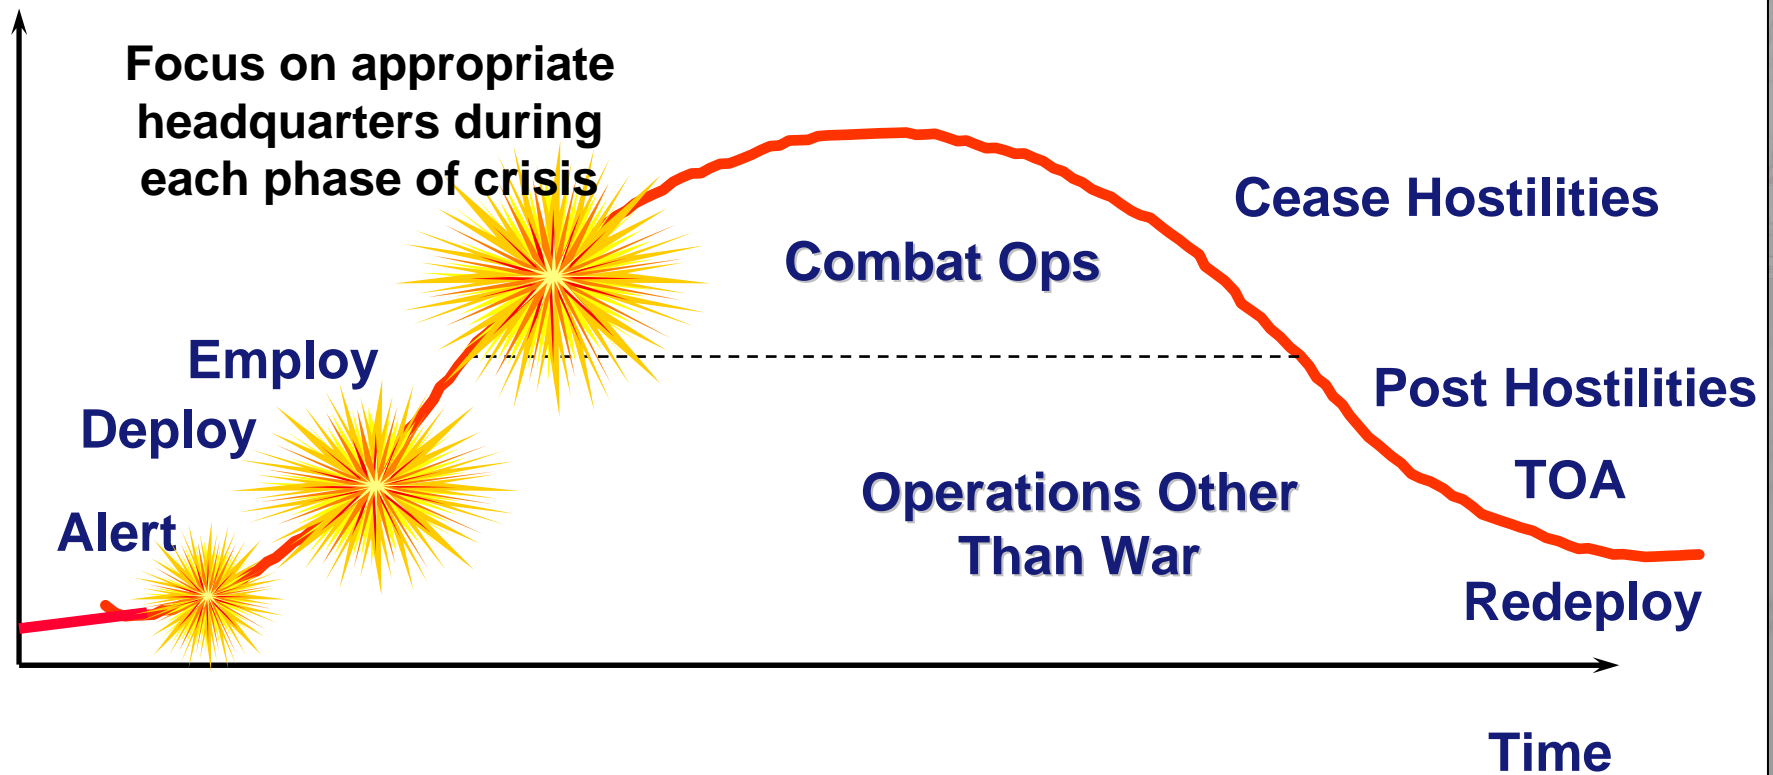 Focus on appropriate
headquarters during
each phase of crisis
Cease Hostilities
Combat Ops
Employ
Post Hostilities
Deploy
TOA
Operations Other
Than War
Alert
Redeploy
Time